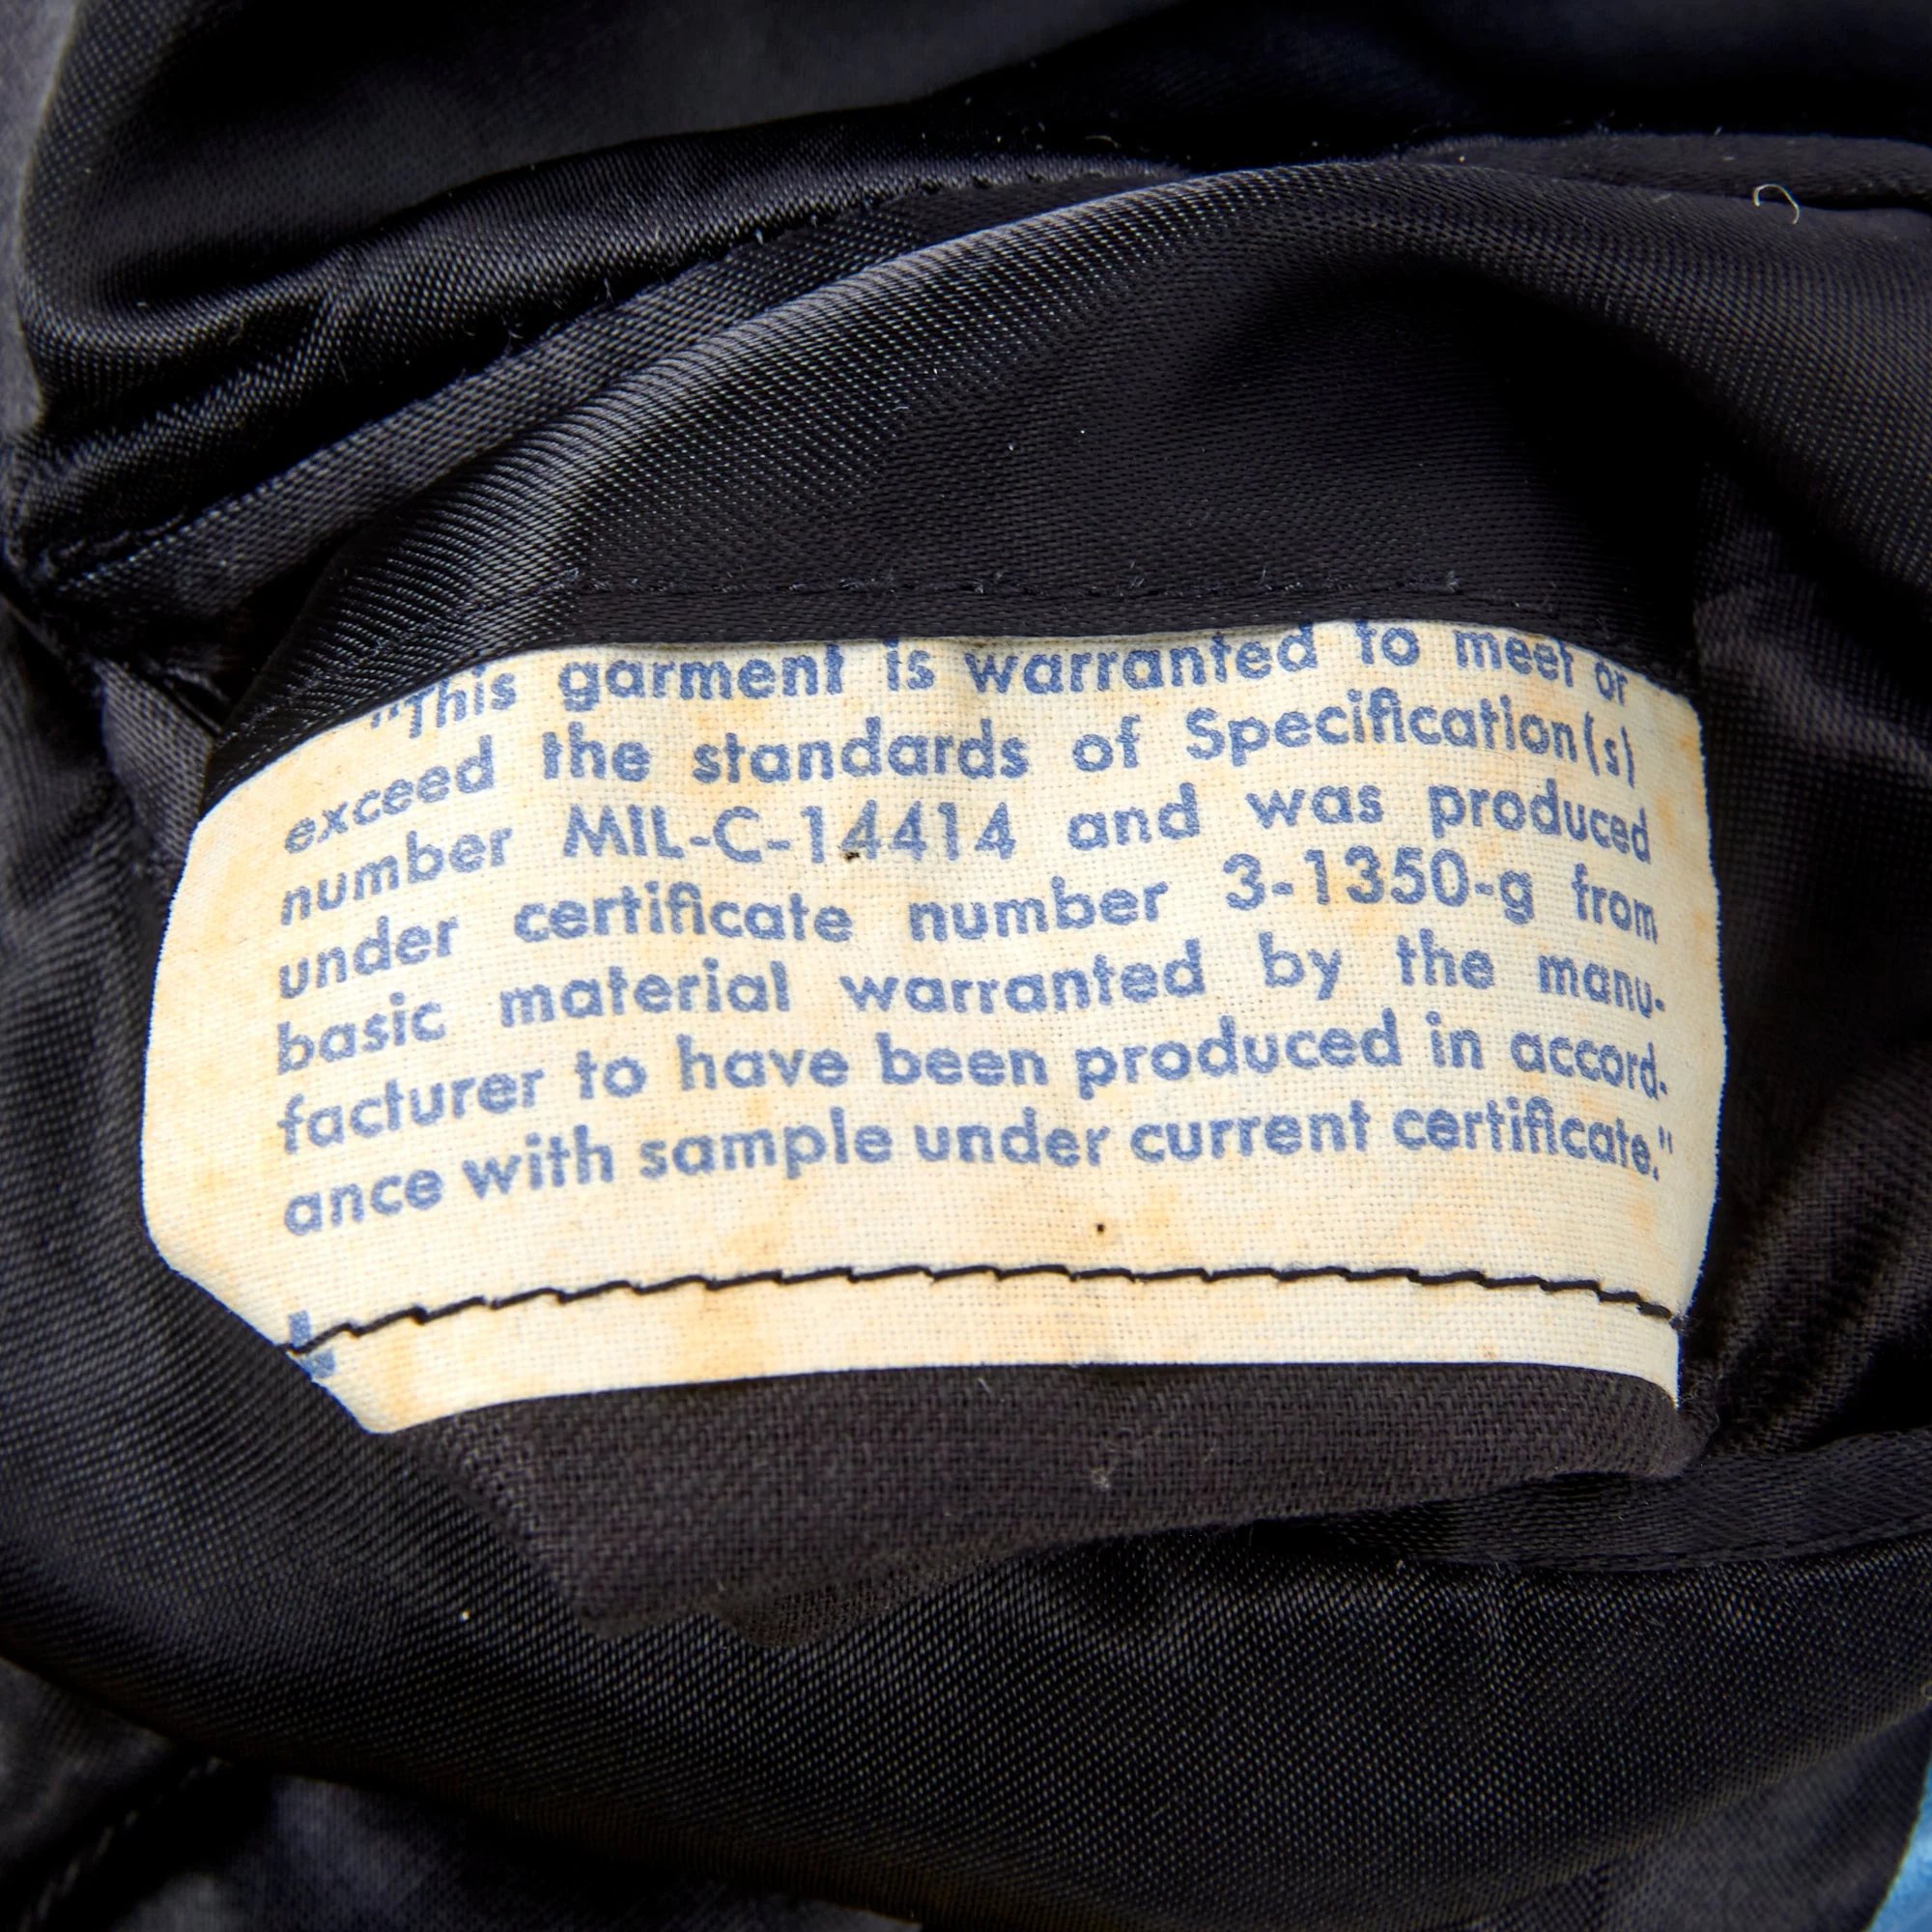 "This garment is warranted to meet or
exceed the standards of Specification(s)
number MIL-C-14414 and was produced
under certificate number 3-1350-g from
basic material warranted by the manu-
facturer to have been produced in accord-
ance with sample under current certificate."